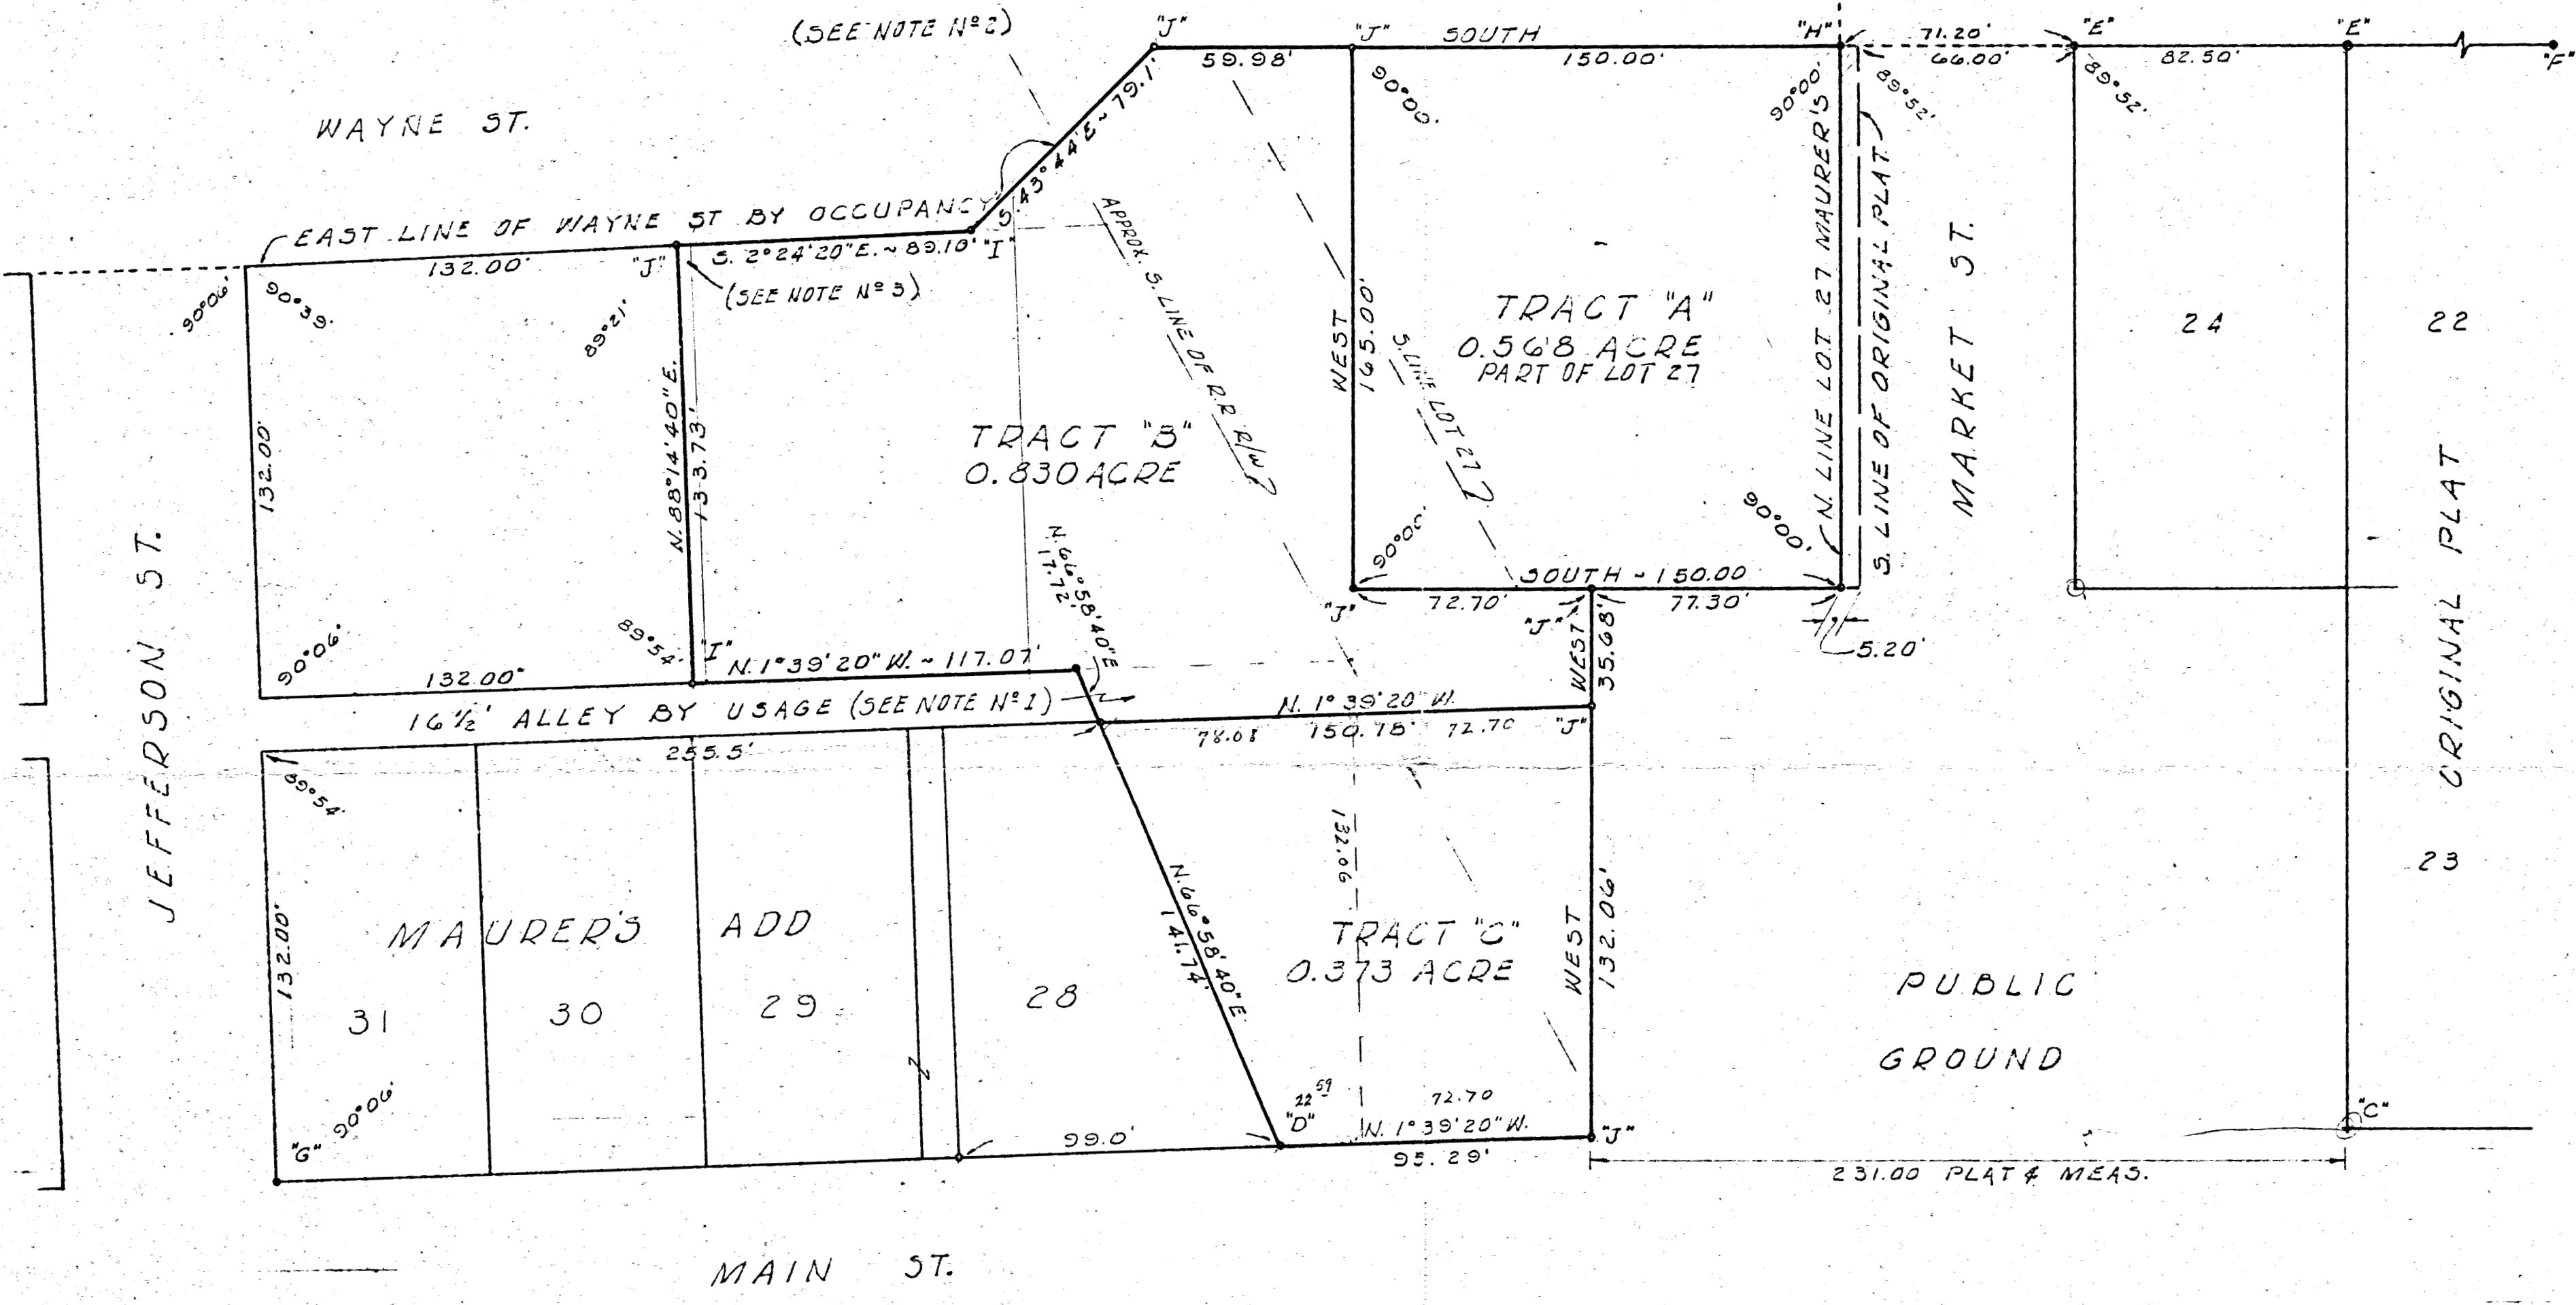 (SEE NOTE Nº 2)
"J"
"J"
SOUTH
"H"
71.20'
"E"
"E"
"F"
59.98'
150.00'
66.00'
82.50'
90°00'
90°00'
89°52'
89°52'
WAYNE ST.
S. 43°44'E ~ 79.1'
EAST LINE OF WAYNE ST BY OCCUPANCY
132.00'
"J"
S. 2°24'20"E. ~ 89.10'
"I"
(SEE NOTE Nº 3)
90°06'
90°39'
89°21'
APPROX. S. LINE OF R.R. R/W
S. LINE LOT 27
WEST
165.00'
TRACT "A"
0.568 ACRE
PART OF LOT 27
N. LINE LOT 27 MAURER'S
S. LINE OF ORIGINAL PLAT
MARKET ST.
24
22
132.00'
N. 88°14'40"E.
133.73'
TRACT "B"
0.830 ACRE
JEFFERSON ST.
N. 66°58'40"E
17.72'
90°00'
90°00'
SOUTH ~ 150.00
"J"
72.70'
"J"
77.30'
5.20'
ORIGINAL PLAT
90°06'
132.00'
89°54'
"I"
N. 1°39'20" W. ~ 117.07'
WEST
35.68'
16 1/2' ALLEY BY USAGE (SEE NOTE Nº 1)
N. 1°39'20" W.
78.08
150.78'
72.70
"J"
255.5'
89°54'
132.00'
132.06
MAURER'S ADD
N. 66°58'40"E
141.74'
TRACT "C"
0.373 ACRE
WEST
132.06'
PUBLIC
GROUND
23
31
30
29
28
90°06'
"G"
99.0'
22 59
"D"
72.70
N. 1°39'20" W.
95.29'
"J"
"C"
231.00 PLAT & MEAS.
MAIN ST.